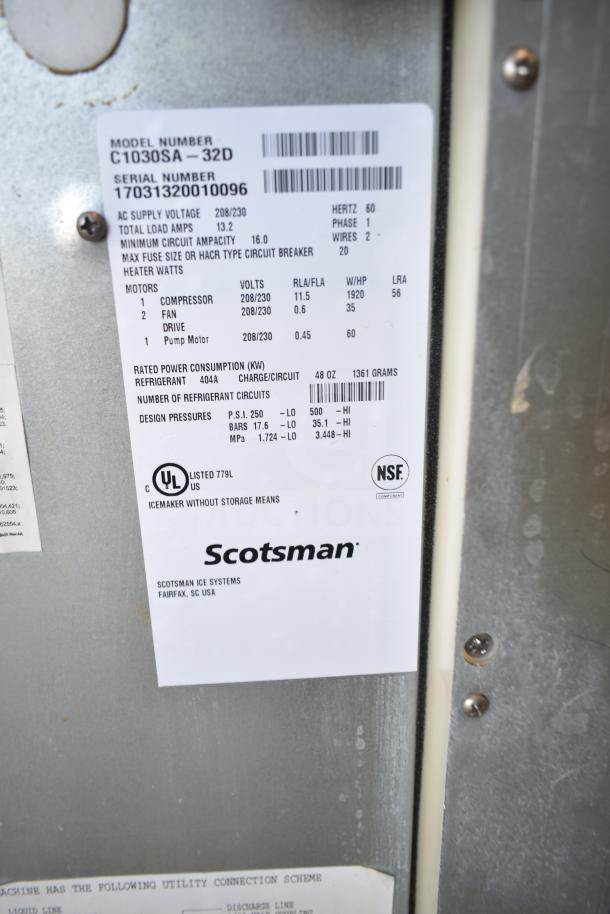 MODEL NUMBER
C1030SA – 32D
SERIAL NUMBER
17031320010096
AC SUPPLY VOLTAGE 208/230 HERTZ 60
TOTAL LOAD AMPS 13.2 PHASE 1
MINIMUM CIRCUIT AMPACITY 16.0 WIRES 2 –
MAX FUSE SIZE OR HACR TYPE CIRCUIT BREAKER 20
HEATER WATTS
MOTORS VOLTS RLA/FLA W/HP LRA
1 COMPRESSOR 208/230 11.5 1920 56
2 FAN 208/230 0.6 35
DRIVE
1 Pump Motor 208/230 0.45 60
RATED POWER CONSUMPTION (KW)
REFRIGERANT 404A CHARGE/CIRCUIT 48 OZ 1361 GRAMS
NUMBER OF REFRIGERANT CIRCUITS
DESIGN PRESSURES P.S.I. 250 – LO 500 – HI
BARS 17.6 – LO 35.1 – HI
MPa 1.724 – LO 3.448 – HI
C UL US LISTED 779L
NSF
COMPONENT
ICEMAKER WITHOUT STORAGE MEANS
Scotsman
SCOTSMAN ICE SYSTEMS
FAIRFAX, SC USA
ACHINE HAS THE FOLLOWING UTILITY CONNECTION SCHEME
LIQUID LINE DISCHARGE LINE